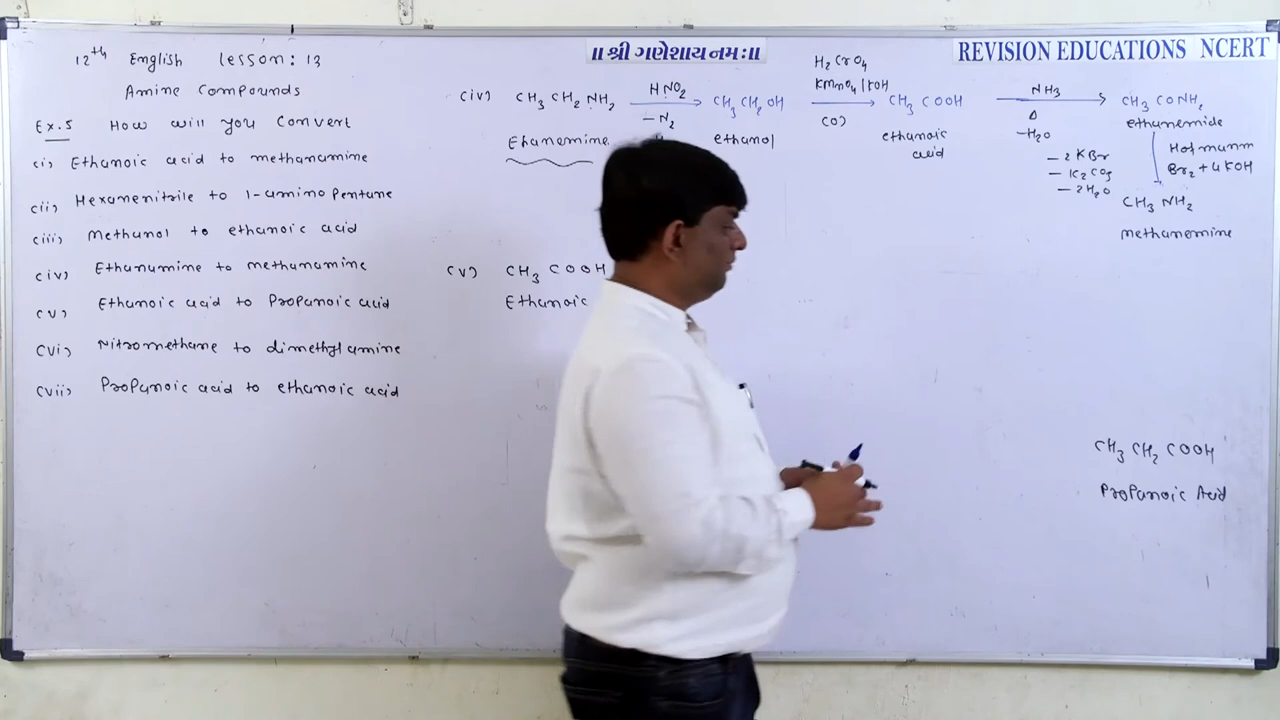 12th English Lesson: 13
Amine Compounds
Ex.5 How will you Convert
(i) Ethanoic acid to methanamine
(ii) Hexanenitrile to 1-amino Pentane
(iii) Methanol to ethanoic acid
(iv) Ethanamine to methanamine
(v) Ethanoic acid to Propanoic acid
(vi) Nitromethane to dimethylamine
(vii) Propanoic acid to ethanoic acid
॥ શ્રી ગણેશાય નમઃ॥
REVISION EDUCATIONS NCERT
(iv) CH3 CH2 NH2 HNO2 - N2 CH3 CH2 OH H2CrO4 KMnO4/KOH (O) CH3 COOH NH3 Δ -H2O CH3 CONH2
Ethanemine ethanol ethanoic acid ethanemide
Hofmann
Br2 + 4KOH
- 2KBr
- K2CO3
- 2H2O
CH3 NH2
methanemine
(v) CH3 COOH
Ethanoic
CH3 CH2 COOH
Propanoic Acid